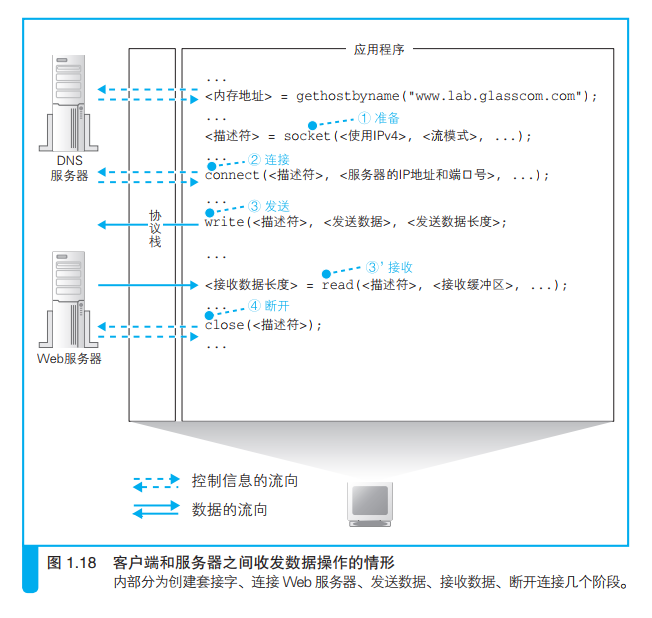 应用程序
...
<内存地址> = gethostbyname("www.lab.glasscom.com");
...
① 准备
<描述符> = socket(<使用IPv4>, <流模式>, ...);
DNS
服务器
...
② 连接
connect(<描述符>, <服务器的IP地址和端口号>, ...);
...
③ 发送
write(<描述符>, <发送数据>, <发送数据长度>;
协
议
栈
...
③' 接收
<接收数据长度> = read(<描述符>, <接收缓冲区>, ...);
...
④ 断开
close(<描述符>);
...
Web服务器
控制信息的流向
数据的流向
图 1.18 客户端和服务器之间收发数据操作的情形
内部分为创建套接字、连接 Web 服务器、发送数据、接收数据、断开连接几个阶段。